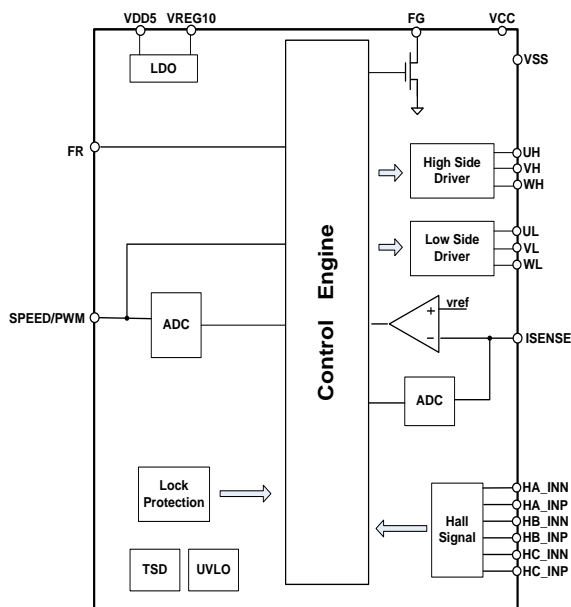 VDD5
VREG10
FG
VCC
LDO
VSS
FR
High Side
Driver
UH
VH
WH
Low Side
Driver
UL
VL
WL
SPEED/PWM
ADC
Control Engine
vref
+
−
ISENSE
ADC
Lock
Protection
Hall
Signal
HA_INN
HA_INP
HB_INN
HB_INP
HC_INN
HC_INP
TSD
UVLO